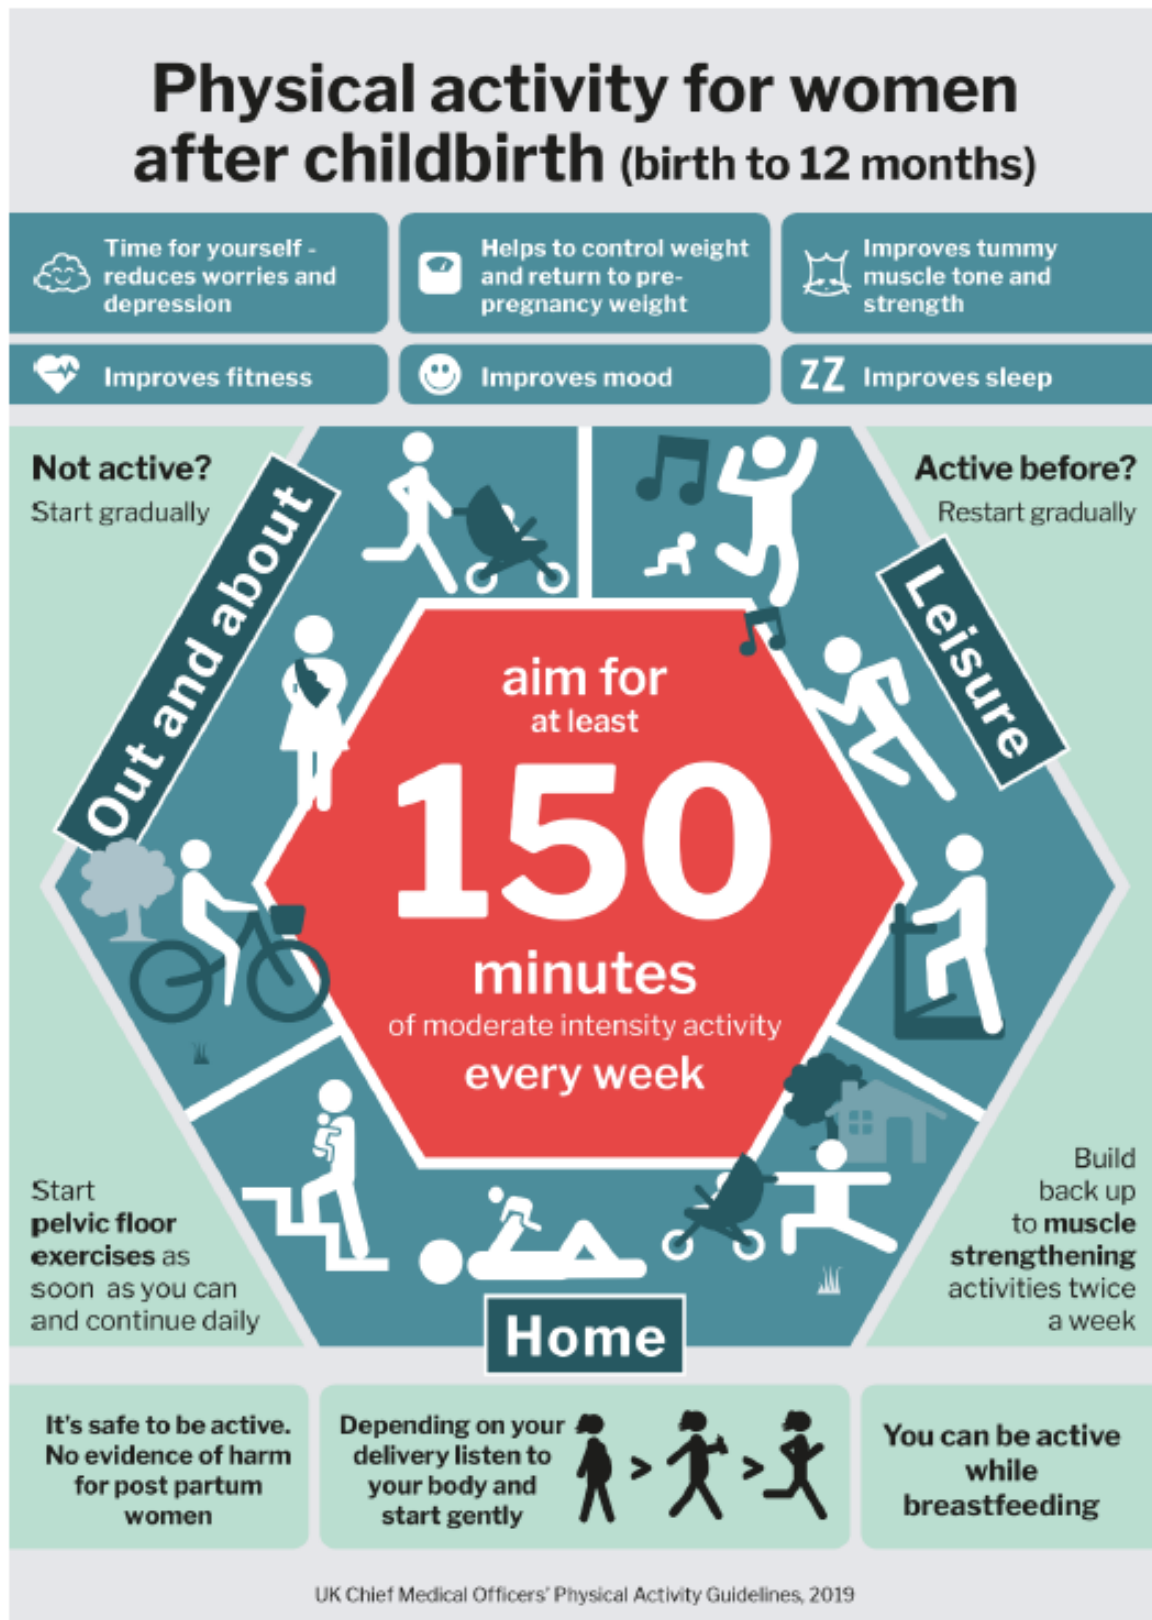 Physical activity for women
after childbirth (birth to 12 months)
Time for yourself -
reduces worries and
depression
Helps to control weight
and return to pre-
pregnancy weight
Improves tummy
muscle tone and
strength
Improves fitness
Improves mood
ZZ Improves sleep
Not active?
Start gradually
Active before?
Restart gradually
Out and about
Leisure
aim for
at least
150
minutes
of moderate intensity activity
every week
Start
pelvic floor
exercises as
soon as you can
and continue daily
Build
back up
to muscle
strengthening
activities twice
a week
Home
It's safe to be active.
No evidence of harm
for post partum
women
Depending on your
delivery listen to
your body and
start gently
> >
You can be active
while
breastfeeding
UK Chief Medical Officers' Physical Activity Guidelines, 2019